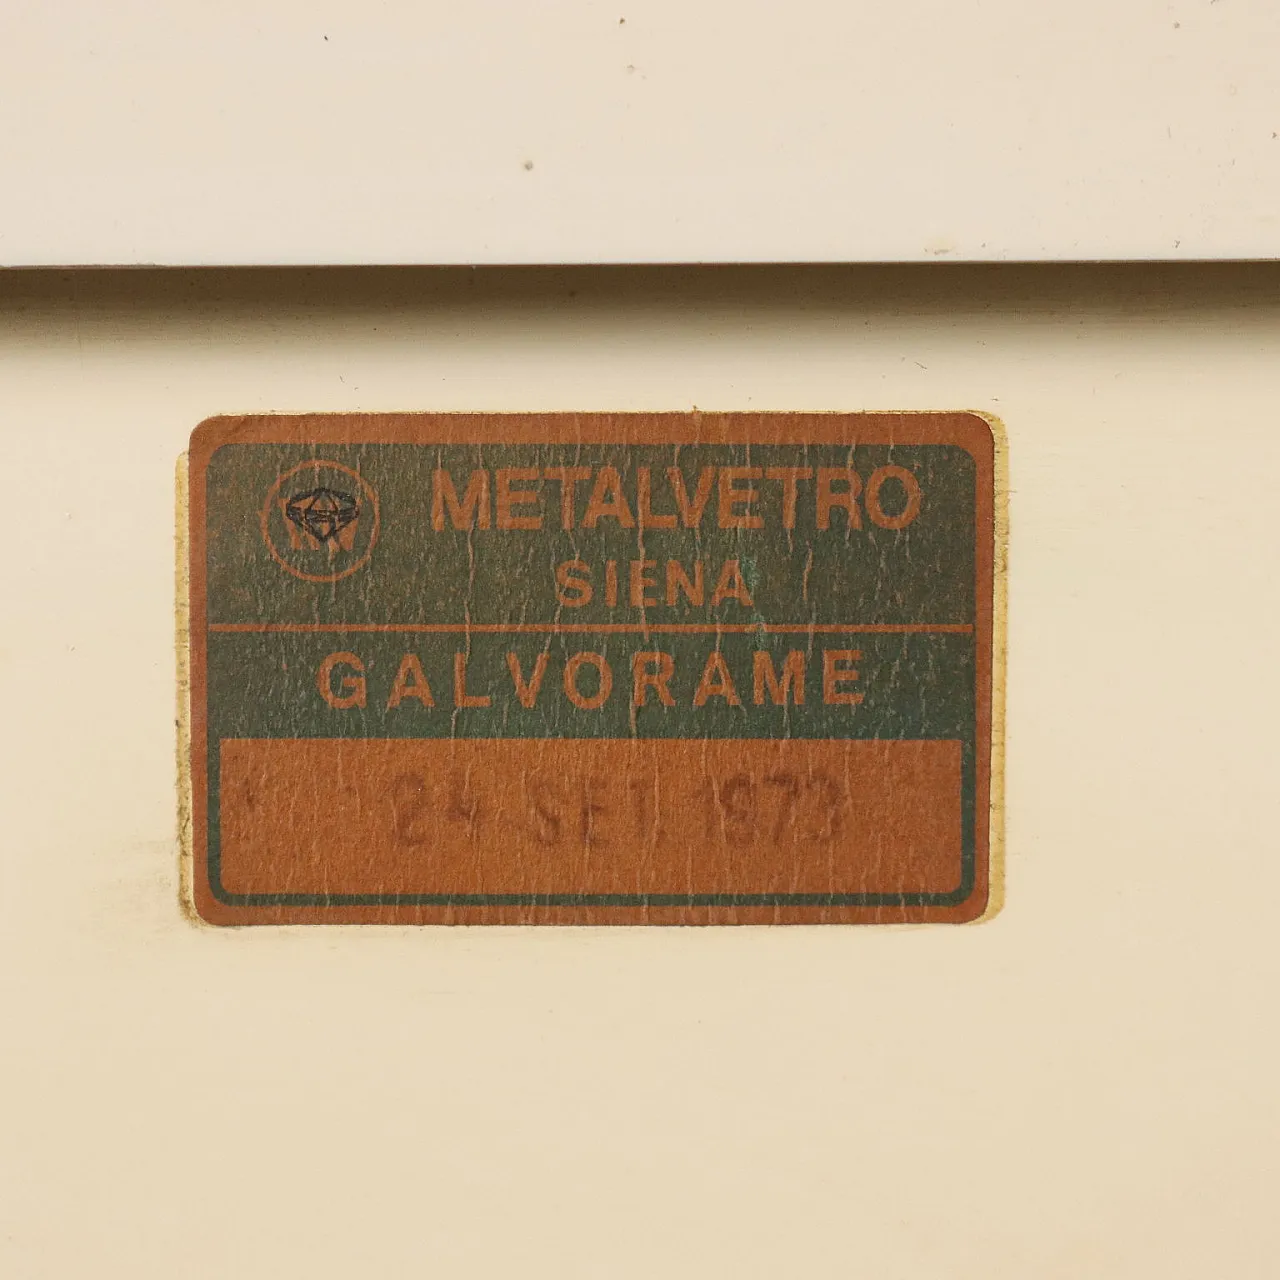 METALVETRO
SIENA
GALVORAME
24 SET. 1973